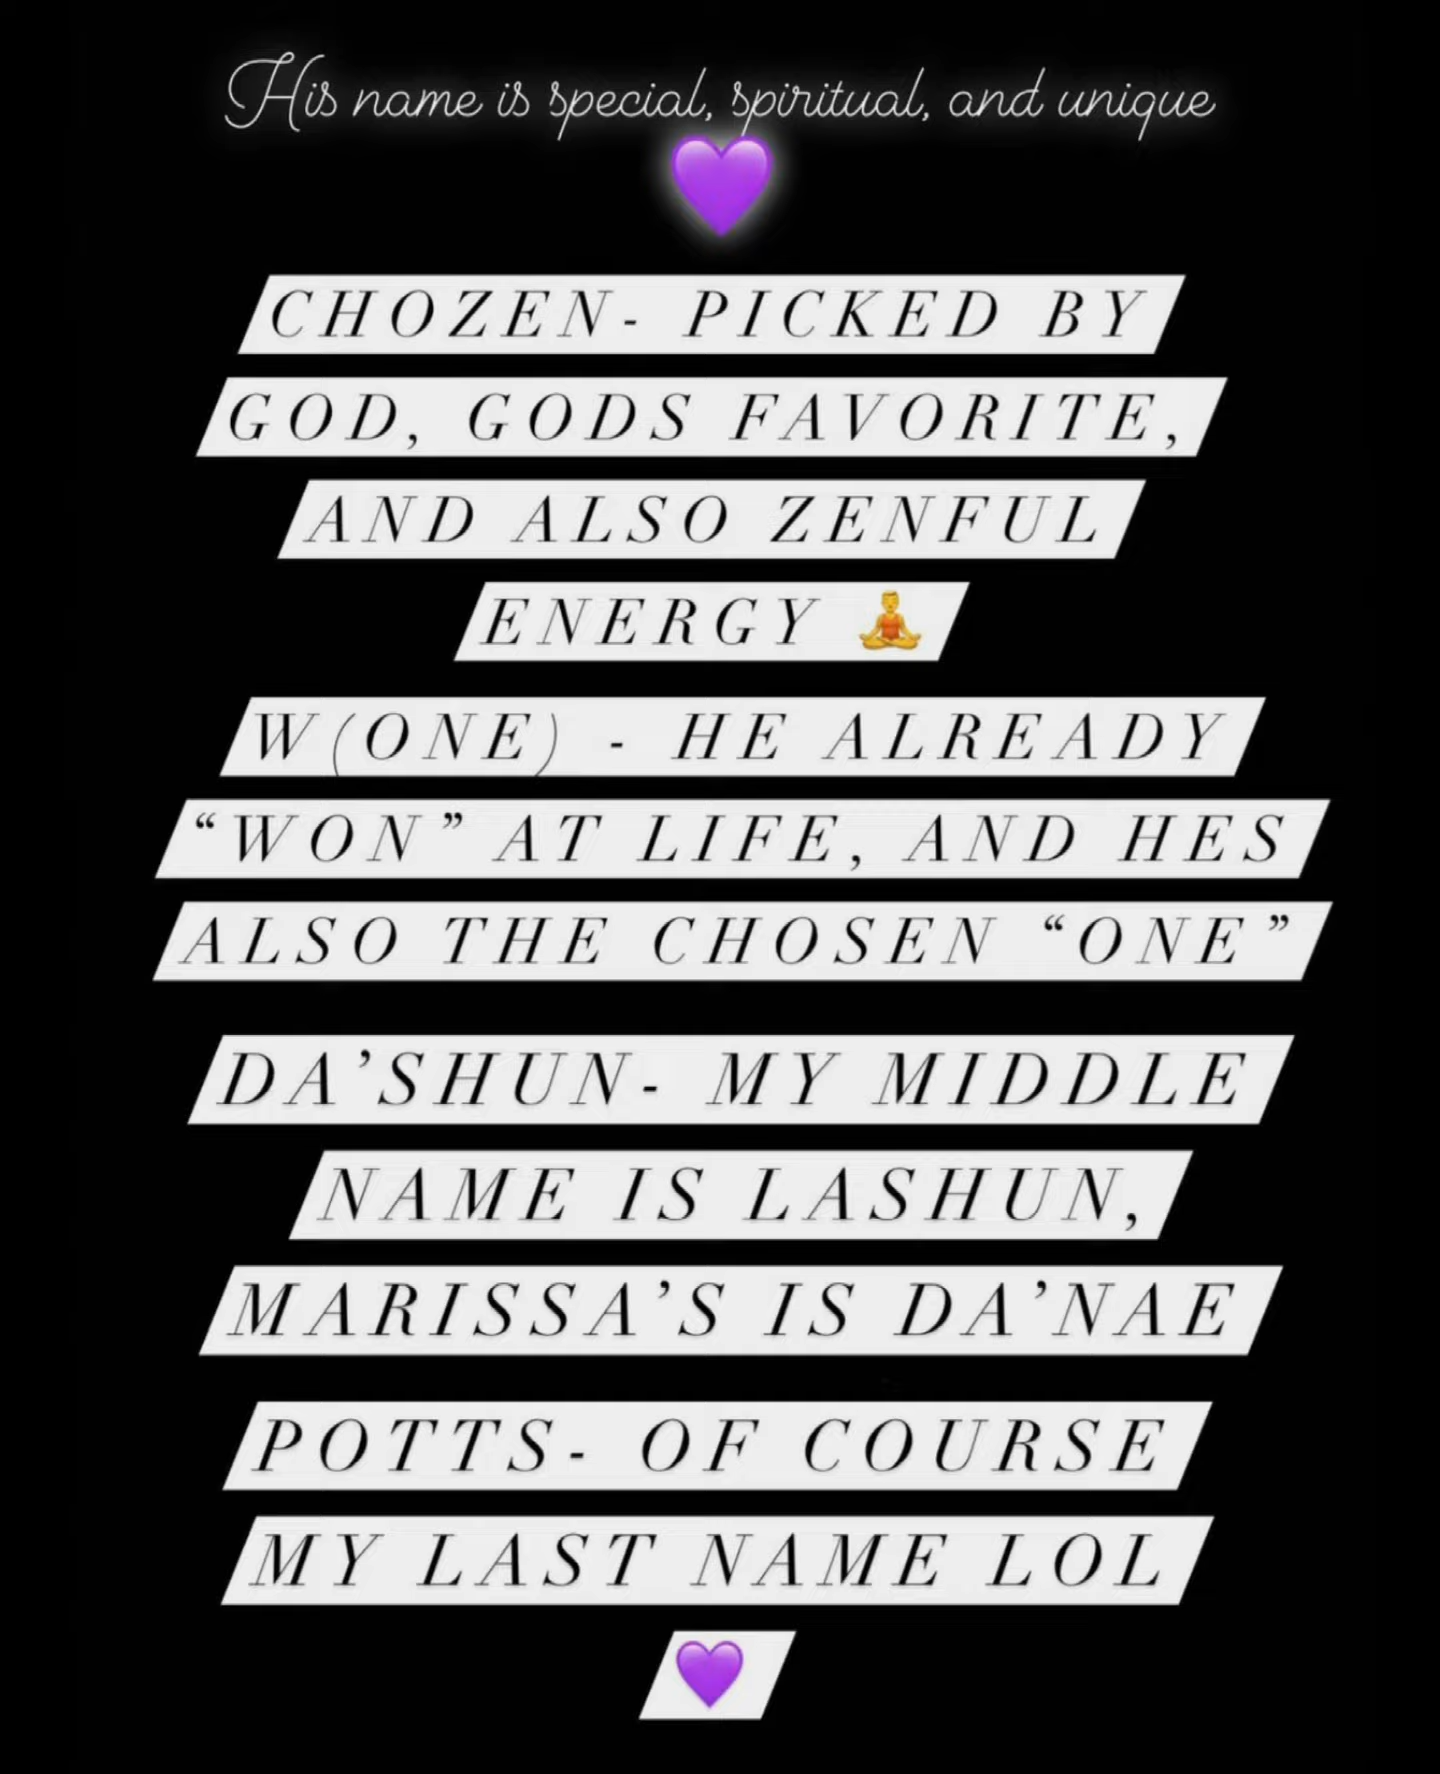 His name is special, spiritual, and unique
💜
CHOZEN- PICKED BY
GOD, GODS FAVORITE,
AND ALSO ZENFUL
ENERGY 🧘‍♂️
W(ONE) - HE ALREADY
“WON” AT LIFE, AND HES
ALSO THE CHOSEN “ONE”
DA’SHUN- MY MIDDLE
NAME IS LASHUN,
MARISSA’S IS DA’NAE
POTTS- OF COURSE
MY LAST NAME LOL
💜